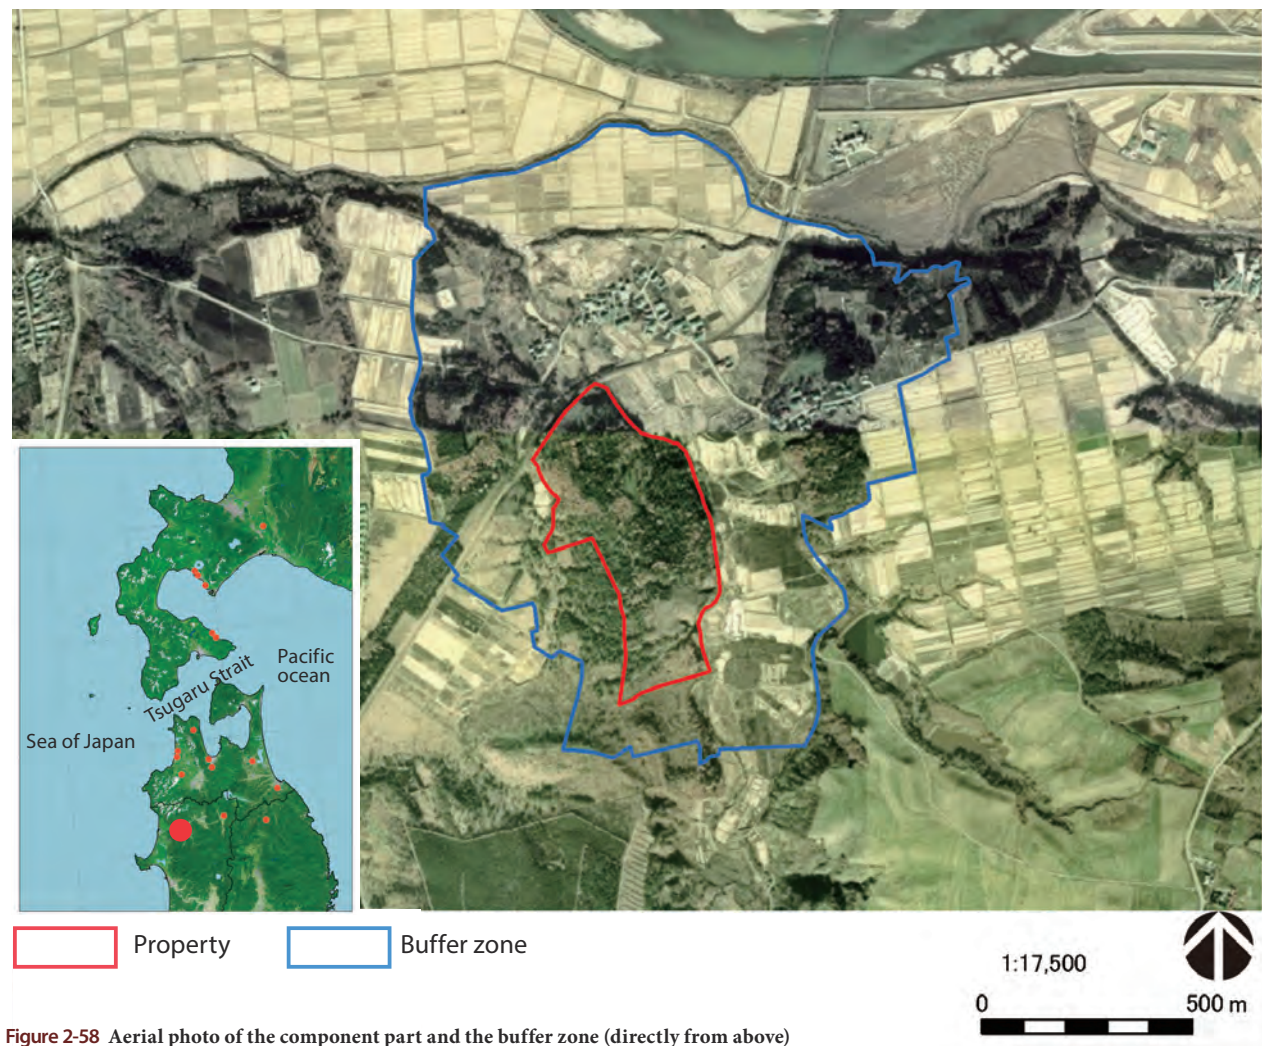 Pacific
ocean
Tsugaru Strait
Sea of Japan
Property
Buffer zone
1:17,500
0
500 m
Figure 2-58 Aerial photo of the component part and the buffer zone (directly from above)